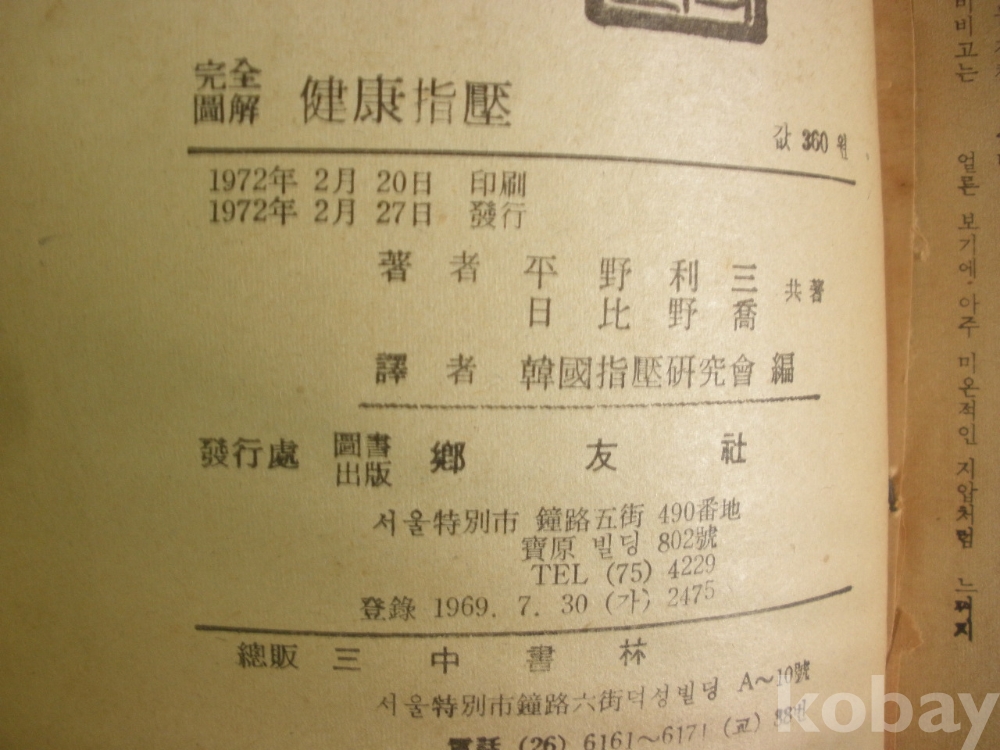 完全
圖解 健康指壓
값 360 원
1972年 2月 20日 印刷
1972年 2月 27日 發行
著者 平野利三
日比野喬 共著
譯者 韓國指壓硏究會 編
發行處 圖書出版 鄕友社
서울特別市 鐘路五街 490番地
寶原 빌딩 802號
TEL (75) 4229
登錄 1969. 7. 30 (가) 2475
總販 三中書林
서울特別市鐘路六街덕성빌딩 A~10號
電話 (26) 6161~6171 (교) 38번
비비고는
얼른 보기에 아주 미온적인 지압처럼 느껴지
kobay